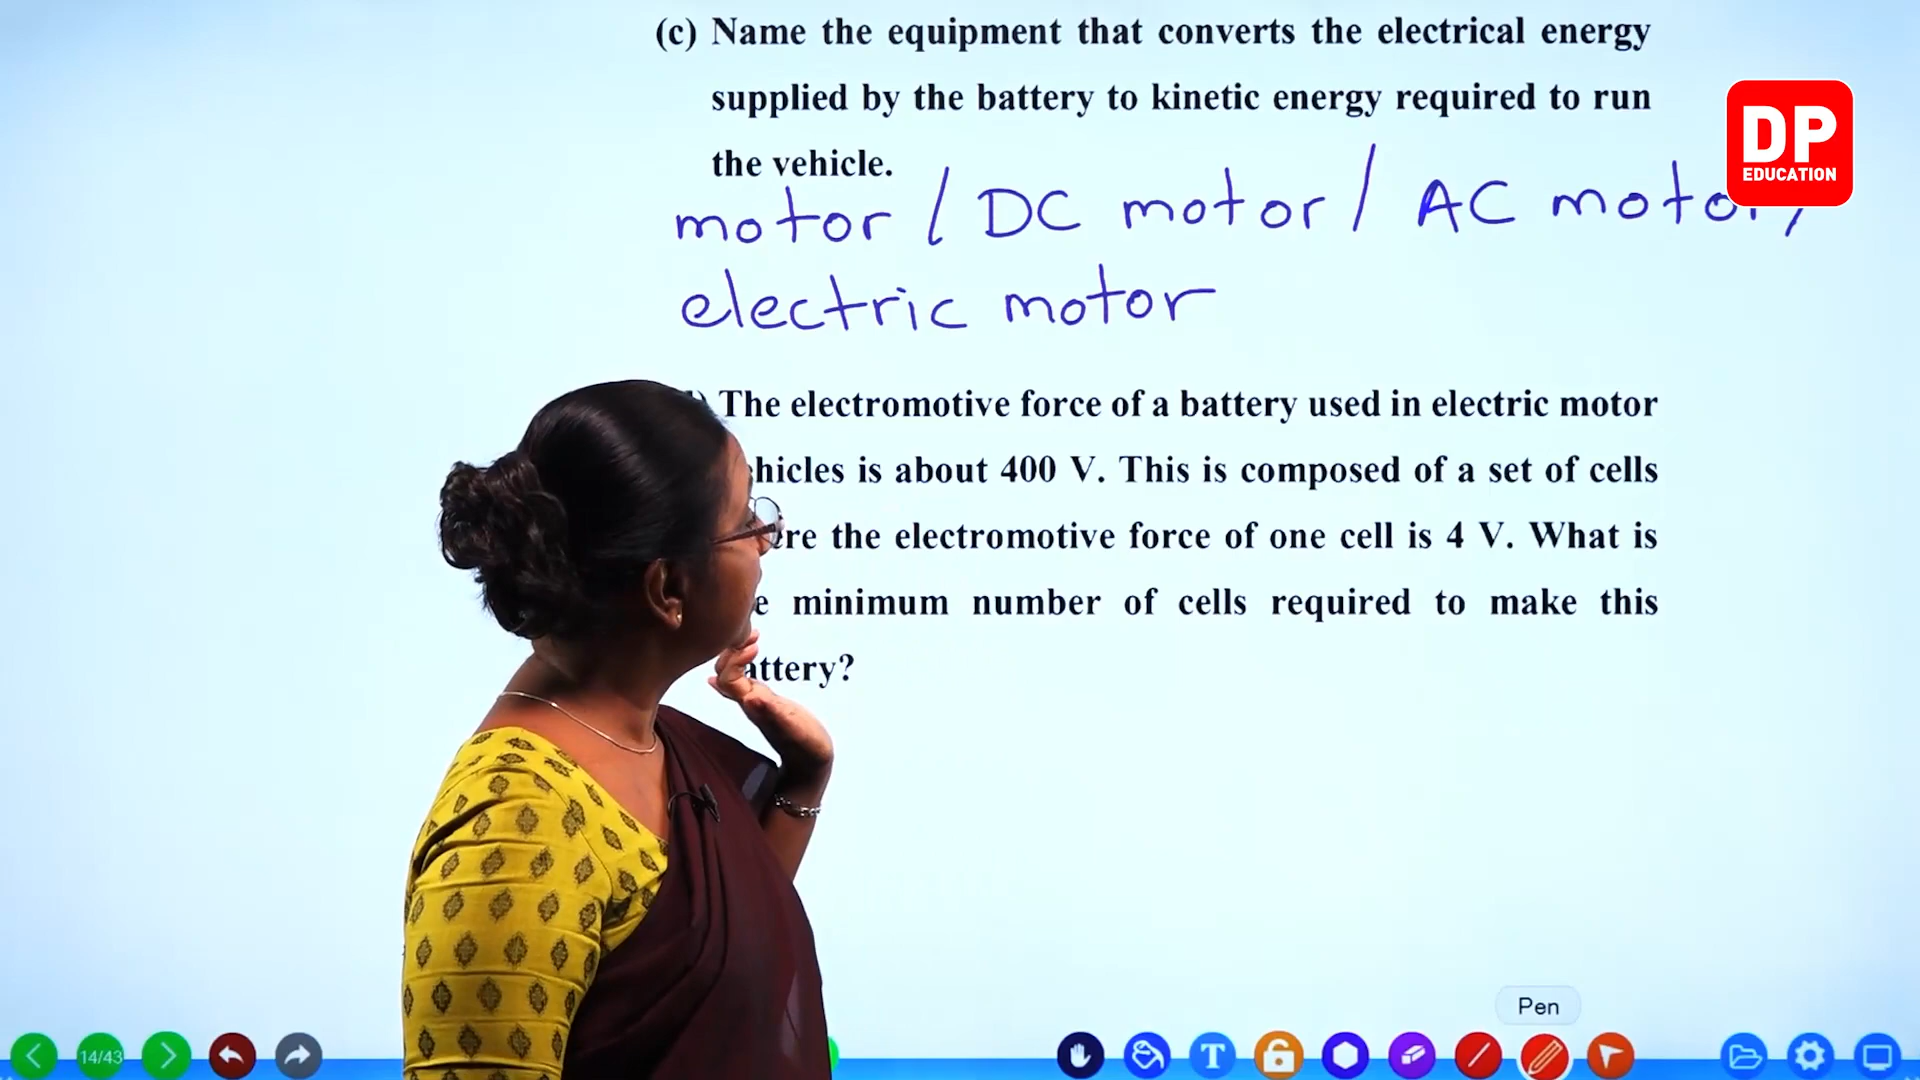 (c) Name the equipment that converts the electrical energy
supplied by the battery to kinetic energy required to run
the vehicle.
DP
EDUCATION
motor / DC motor / AC motor /
electric motor
The electromotive force of a battery used in electric motor
hicles is about 400 V. This is composed of a set of cells
re the electromotive force of one cell is 4 V. What is
e minimum number of cells required to make this
attery?
Pen
14/43
T